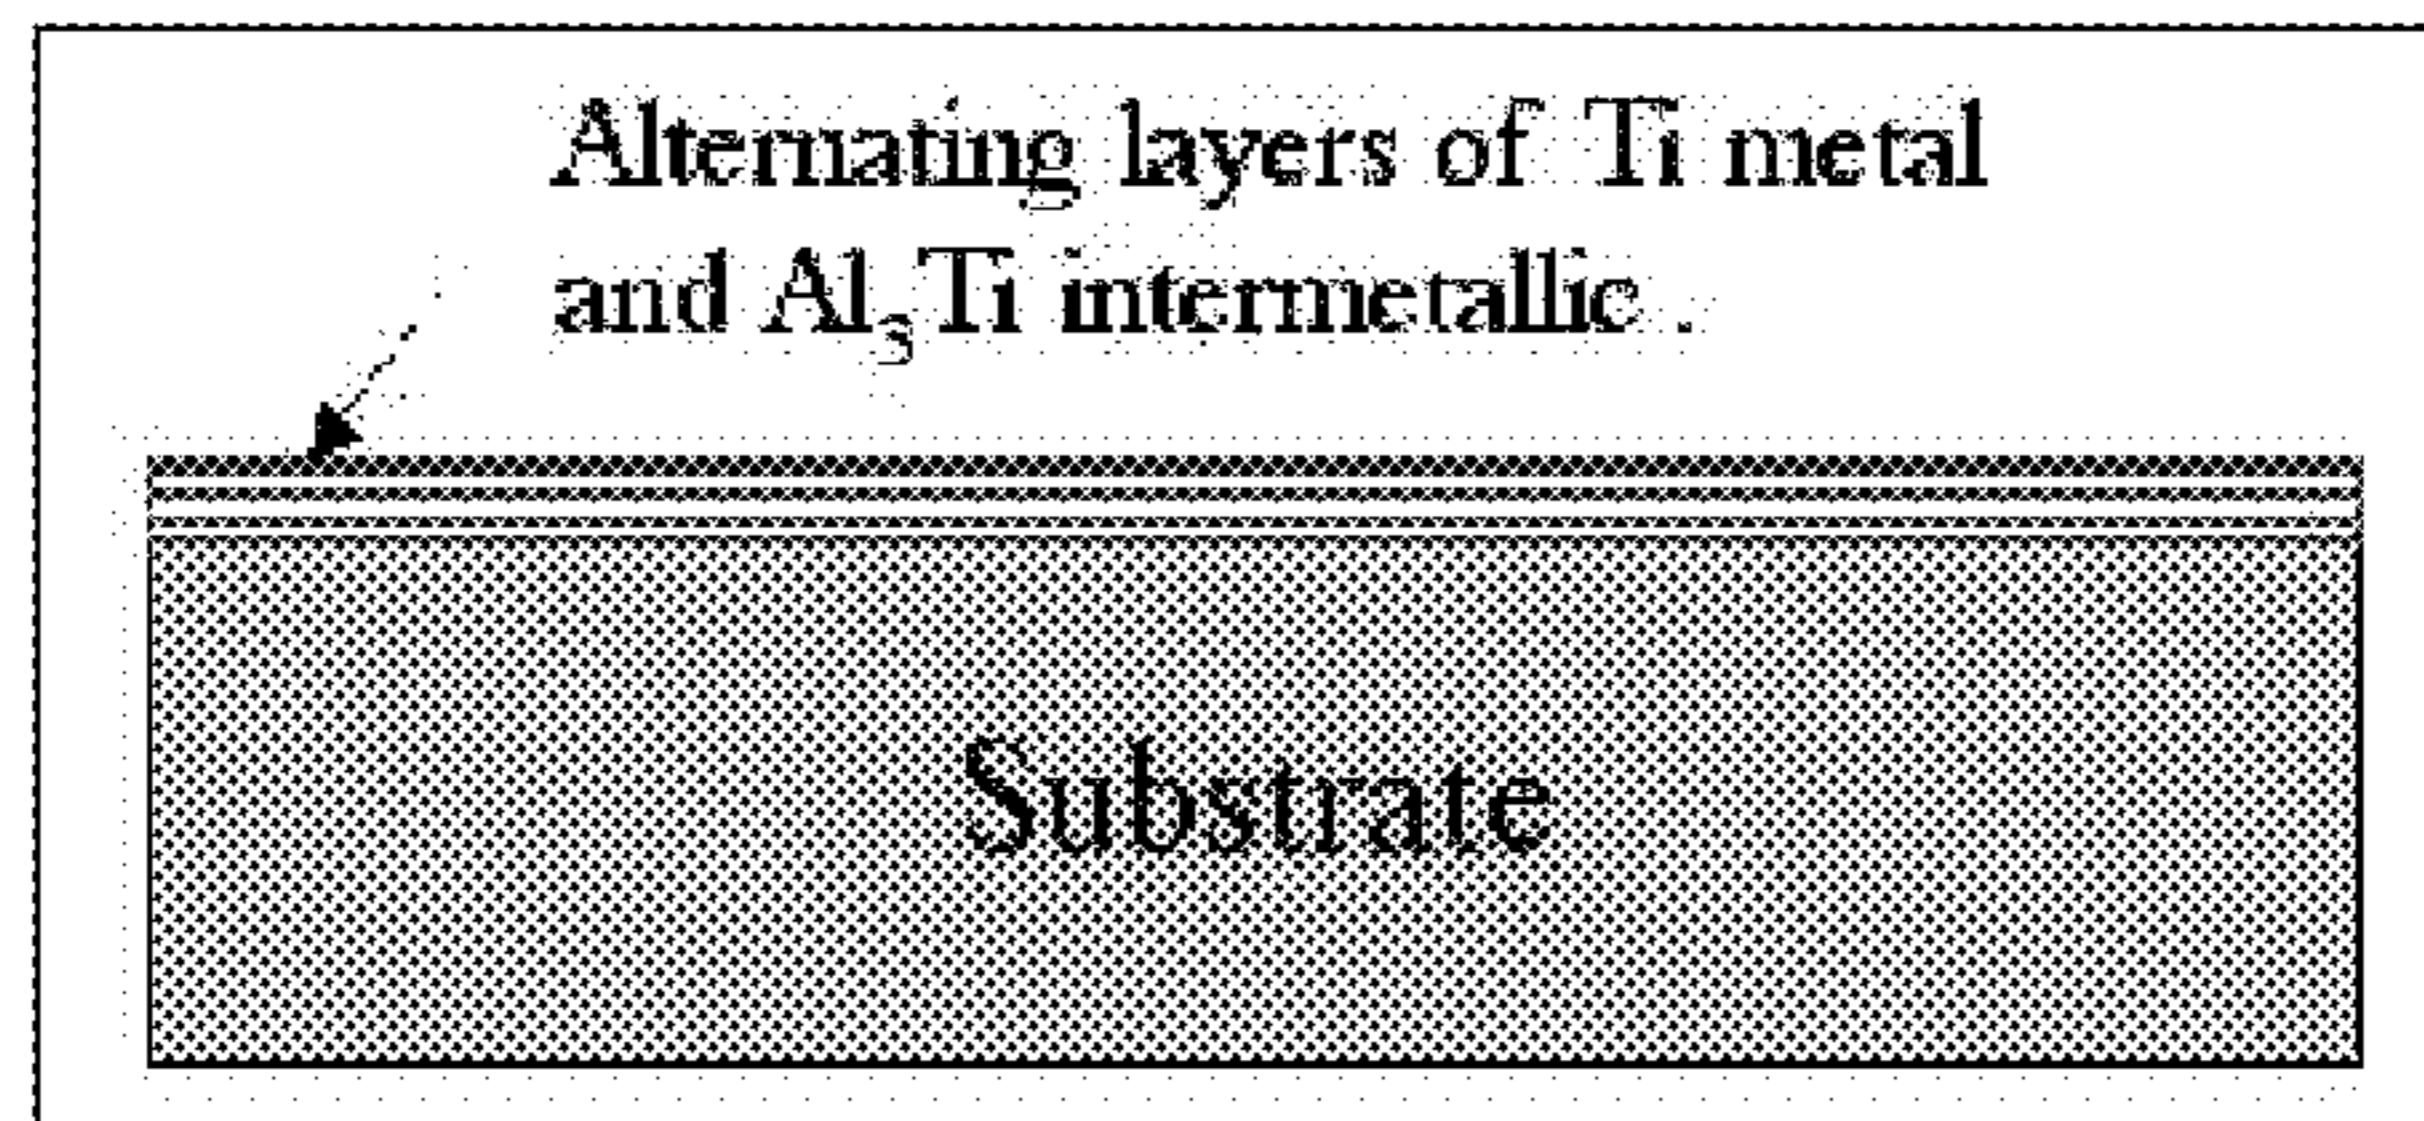 Alternating layers of Ti metal
and Al₃Ti intermetallic.
Substrate